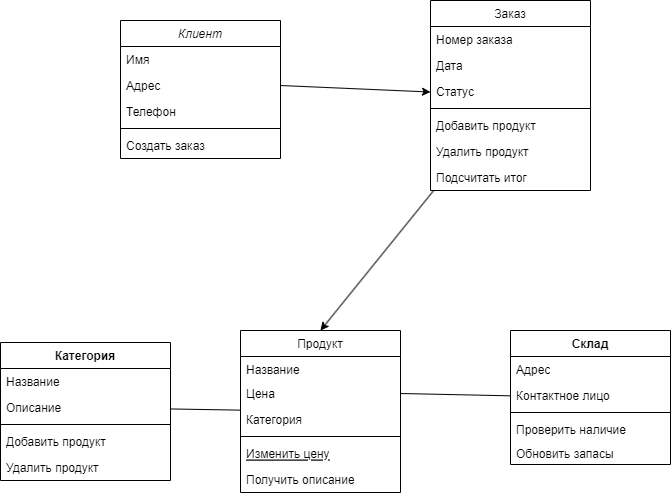 Клиент
Имя
Адрес
Телефон
Создать заказ
Заказ
Номер заказа
Дата
Статус
Добавить продукт
Удалить продукт
Подсчитать итог
Категория
Название
Описание
Добавить продукт
Удалить продукт
Продукт
Название
Цена
Категория
Изменить цену
Получить описание
Склад
Адрес
Контактное лицо
Проверить наличие
Обновить запасы